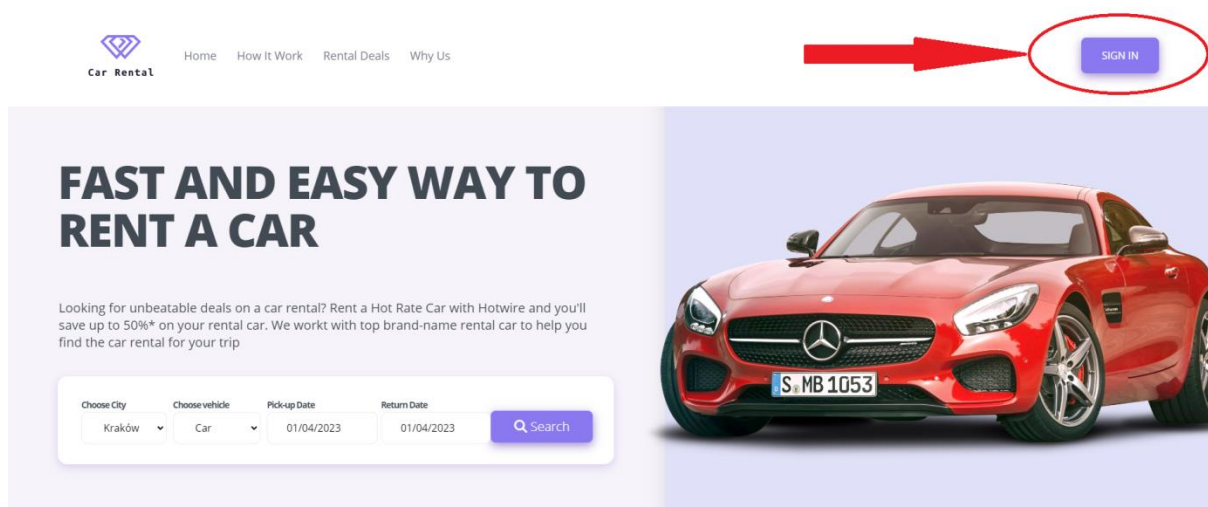 Car Rental
Home How It Work Rental Deals Why Us
SIGN IN
FAST AND EASY WAY TO
RENT A CAR
Looking for unbeatable deals on a car rental? Rent a Hot Rate Car with Hotwire and you'll
save up to 50%* on your rental car. We workt with top brand-name rental car to help you
find the car rental for your trip
Choose City Choose vehicle Pick-up Date Return Date
Kraków Car 01/04/2023 01/04/2023 Search
S MB 1053